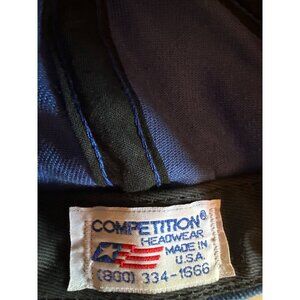 COMPETITION®
HEADWEAR
MADE IN
U.S.A.
(800) 334-1666